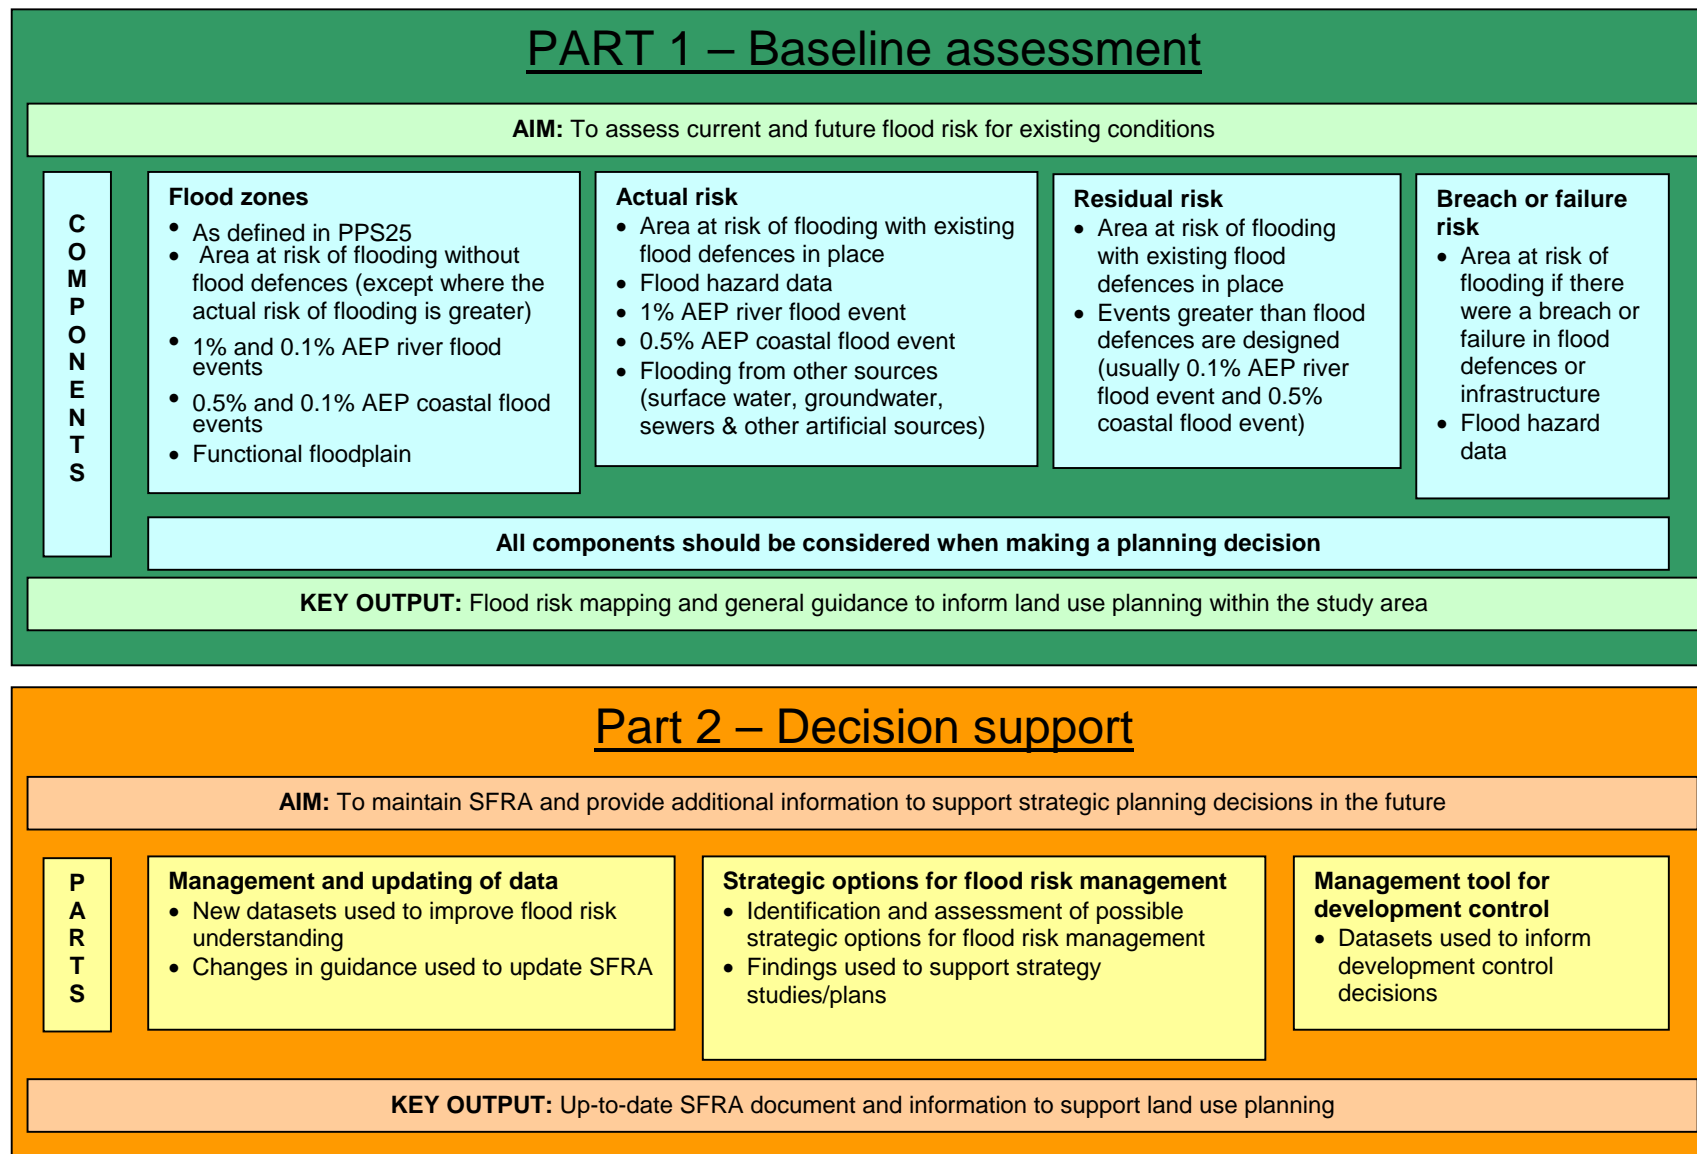 PART 1 – Baseline assessment
AIM: To assess current and future flood risk for existing conditions
C
O
M
P
O
N
E
N
T
S
Flood zones
• As defined in PPS25
• Area at risk of flooding without
flood defences (except where the
actual risk of flooding is greater)
• 1% and 0.1% AEP river flood
events
• 0.5% and 0.1% AEP coastal flood
events
• Functional floodplain
Actual risk
• Area at risk of flooding with existing
flood defences in place
• Flood hazard data
• 1% AEP river flood event
• 0.5% AEP coastal flood event
• Flooding from other sources
(surface water, groundwater,
sewers & other artificial sources)
Residual risk
• Area at risk of flooding
with existing flood
defences in place
• Events greater than flood
defences are designed
(usually 0.1% AEP river
flood event and 0.5%
coastal flood event)
Breach or failure
risk
• Area at risk of
flooding if there
were a breach or
failure in flood
defences or
infrastructure
• Flood hazard
data
All components should be considered when making a planning decision
KEY OUTPUT: Flood risk mapping and general guidance to inform land use planning within the study area
Part 2 – Decision support
AIM: To maintain SFRA and provide additional information to support strategic planning decisions in the future
P
A
R
T
S
Management and updating of data
• New datasets used to improve flood risk
understanding
• Changes in guidance used to update SFRA
Strategic options for flood risk management
• Identification and assessment of possible
strategic options for flood risk management
• Findings used to support strategy
studies/plans
Management tool for
development control
• Datasets used to inform
development control
decisions
KEY OUTPUT: Up-to-date SFRA document and information to support land use planning